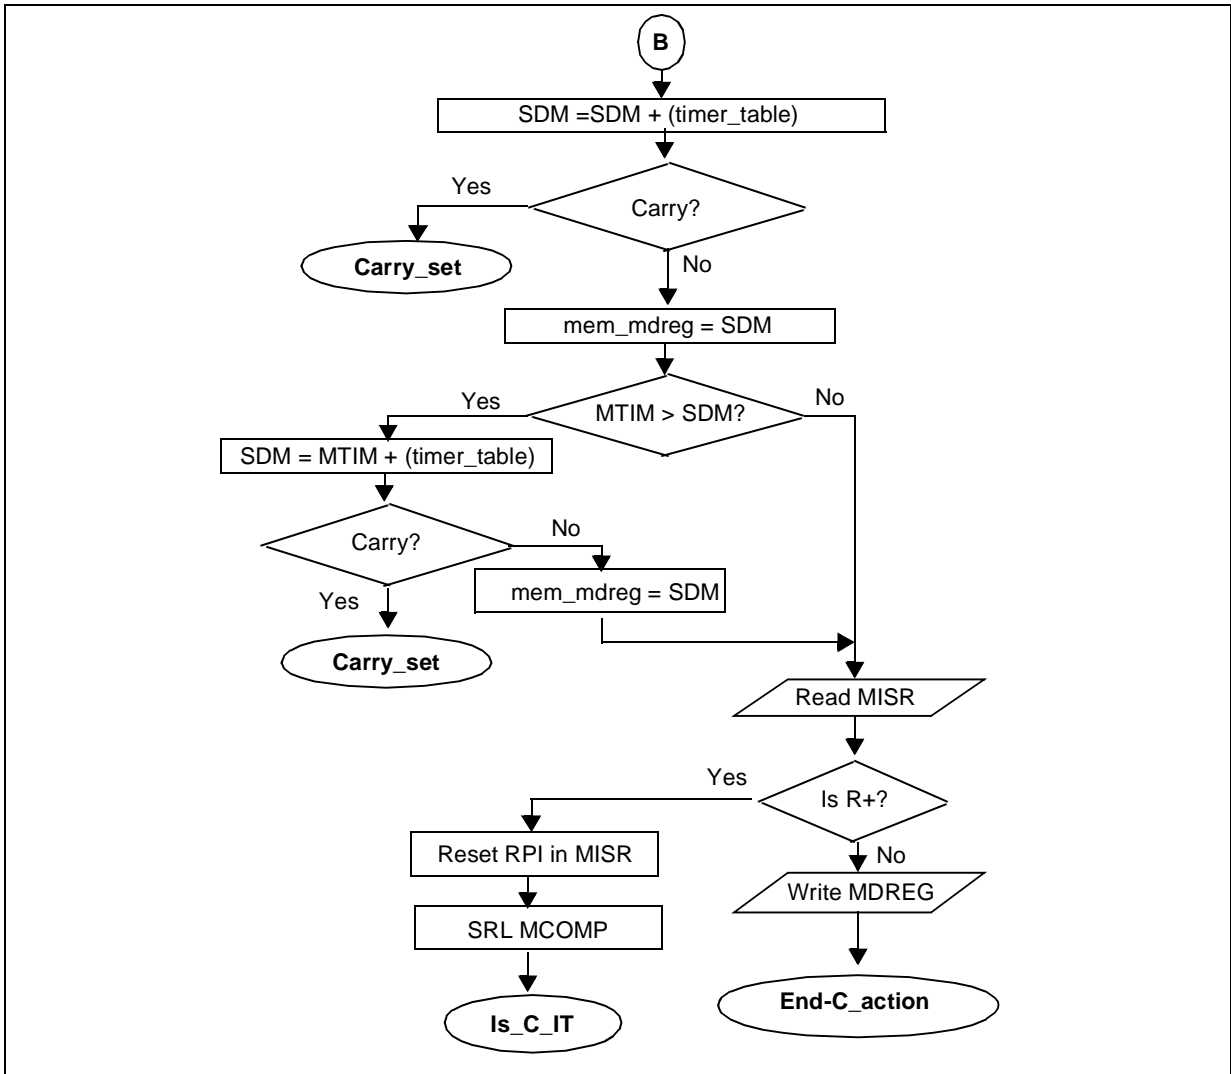 B
SDM =SDM + (timer_table)
Yes
Carry?
Carry_set
No
mem_mdreg = SDM
Yes
MTIM > SDM?
No
SDM = MTIM + (timer_table)
Carry?
No
mem_mdreg = SDM
Yes
Carry_set
Read MISR
Yes
Is R+?
Reset RPI in MISR
No
Write MDREG
SRL MCOMP
End-C_action
Is_C_IT